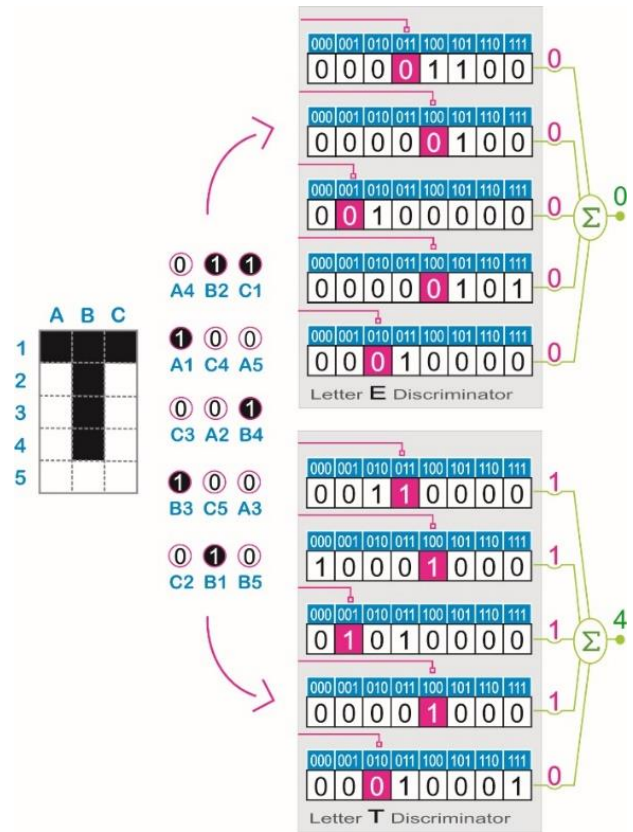 A B C
1
2
3
4
5
0 1 1
A4 B2 C1
1 0 0
A1 C4 A5
0 0 1
C3 A2 B4
1 0 0
B3 C5 A3
0 1 0
C2 B1 B5
000 001 010 011 100 101 110 111
0 0 0 0 1 1 0 0 0
000 001 010 011 100 101 110 111
0 0 0 0 0 1 0 0 0
000 001 010 011 100 101 110 111
0 0 1 0 0 0 0 0 0
000 001 010 011 100 101 110 111
0 0 0 0 0 1 0 1 0
000 001 010 011 100 101 110 111
0 0 0 1 0 0 0 0 0
Σ 0
Letter E Discriminator
000 001 010 011 100 101 110 111
0 0 1 1 0 0 0 0 1
000 001 010 011 100 101 110 111
1 0 0 0 1 0 0 0 1
000 001 010 011 100 101 110 111
0 1 0 1 0 0 0 0 1
000 001 010 011 100 101 110 111
0 0 0 0 1 0 0 0 1
000 001 010 011 100 101 110 111
0 0 0 1 0 0 0 1 0
Σ 4
Letter T Discriminator